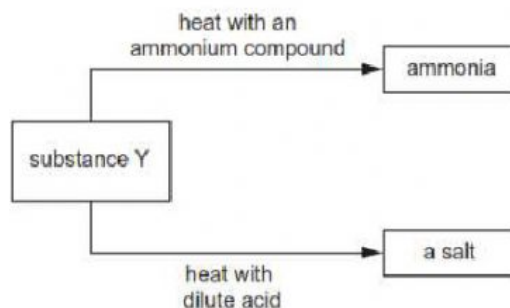 heat with an
ammonium compound
ammonia
substance Y
a salt
heat with
dilute acid